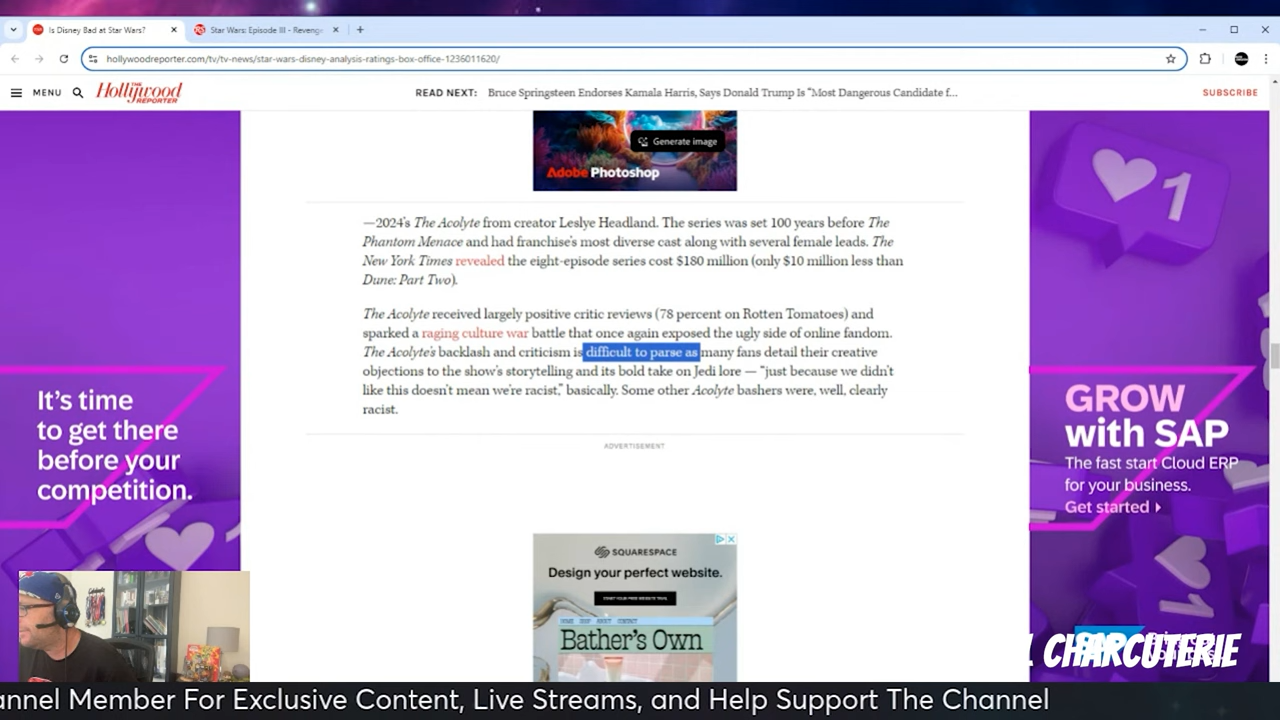 Is Disney Bad at Star Wars?
Star Wars: Episode III - Reveng
hollywoodreporter.com/tv/tv-news/star-wars-disney-analysis-ratings-box-office-1236011620/
MENU
THE
Hollywood
REPORTER
READ NEXT: Bruce Springsteen Endorses Kamala Harris, Says Donald Trump Is “Most Dangerous Candidate f...
SUBSCRIBE
Generate image
Adobe Photoshop
—2024’s The Acolyte from creator Leslye Headland. The series was set 100 years before The
Phantom Menace and had franchise’s most diverse cast along with several female leads. The
New York Times revealed the eight-episode series cost $180 million (only $10 million less than
Dune: Part Two).
The Acolyte received largely positive critic reviews (78 percent on Rotten Tomatoes) and
sparked a raging culture war battle that once again exposed the ugly side of online fandom.
The Acolyte’s backlash and criticism is difficult to parse as many fans detail their creative
objections to the show’s storytelling and its bold take on Jedi lore — “just because we didn’t
like this doesn’t mean we’re racist,” basically. Some other Acolyte bashers were, well, clearly
racist.
ADVERTISEMENT
SQUARESPACE
Design your perfect website.
Bather’s Own
It’s time
to get there
before your
competition.
1
GROW
with SAP
The fast start Cloud ERP
for your business.
Get started
CHARCUTERIE
annel Member For Exclusive Content, Live Streams, and Help Support The Channel